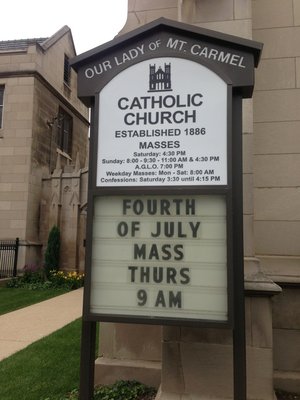 OUR LADY OF MT. CARMEL
CATHOLIC
CHURCH
ESTABLISHED 1886
MASSES
Saturday: 4:30 PM
Sunday: 8:00 - 9:30 - 11:00 AM & 4:30 PM
A.G.L.O. 7:00 PM
Weekday Masses: Mon - Sat: 8:00 AM
Confessions: Saturday 3:30 until 4:15 PM
FOURTH
OF JULY
MASS
THURS
9 AM